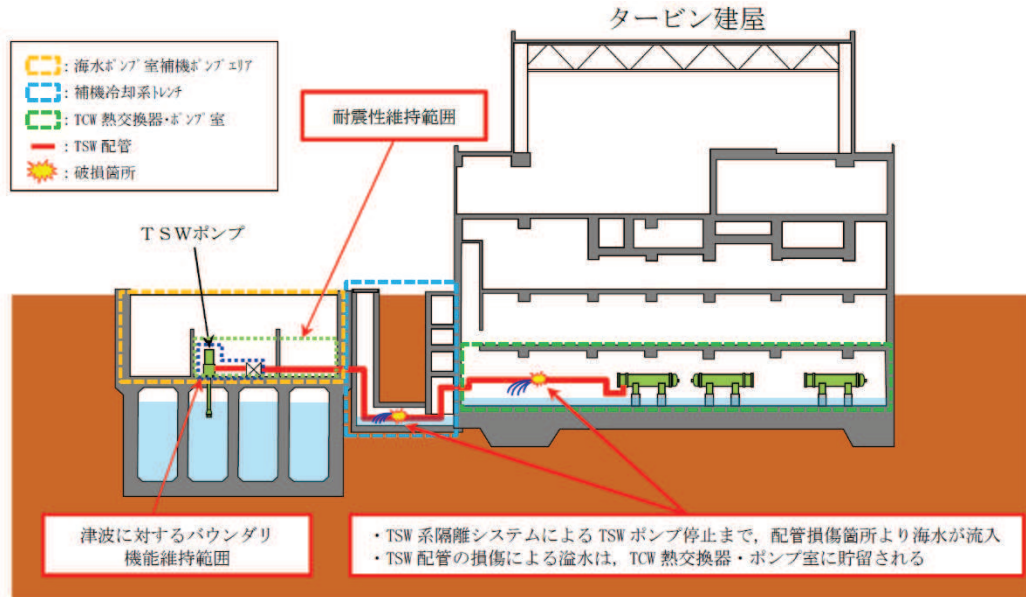 タービン建屋
：海水ポンプ室補機ポンプエリア
：補機冷却系トレンチ
：TCW 熱交換器・ポンプ室
：TSW 配管
：破損箇所
耐震性維持範囲
ＴＳＷポンプ
津波に対するバウンダリ
機能維持範囲
・TSW 系隔離システムによる TSW ポンプ停止まで，配管損傷箇所より海水が流入
・TSW 配管の損傷による溢水は，TCW 熱交換器・ポンプ室に貯留される